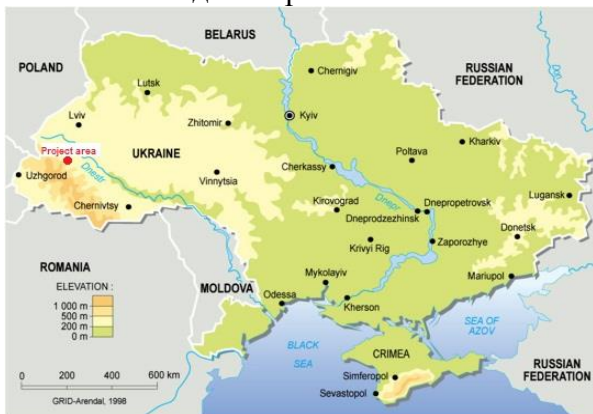 BELARUS
POLAND
RUSSIAN
FEDERATION
Don
Chernigiv
Lutsk
Kyiv
Lviv
Zhitomir
Kharkiv
Project area
UKRAINE
Poltava
Cherkassy
Dnestr
Uzhgorod
Vinnytsia
Lugansk
Kirovograd
Dnepr
Dnepropetrovsk
Chernivtsy
Dneprodzezhinsk
Donetsk
Krivyi Rig
Zaporozhye
ROMANIA
Mykolayiv
Mariupol
MOLDOVA
ELEVATION :
Odessa
Kherson
1 000 m
500 m
200 m
0 m
SEA OF
AZOV
BLACK
SEA
CRIMEA
RUSSIAN
FEDERATION
Simferopol
0 200 400 600 km
Sevastopol
GRID-Arendal, 1998